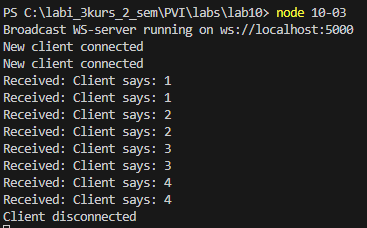 PS C:\labi_3kurs_2_sem\PVI\labs\lab10> node 10-03
Broadcast WS-server running on ws://localhost:5000
New client connected
New client connected
Received: Client says: 1
Received: Client says: 1
Received: Client says: 2
Received: Client says: 2
Received: Client says: 3
Received: Client says: 3
Received: Client says: 4
Received: Client says: 4
Client disconnected